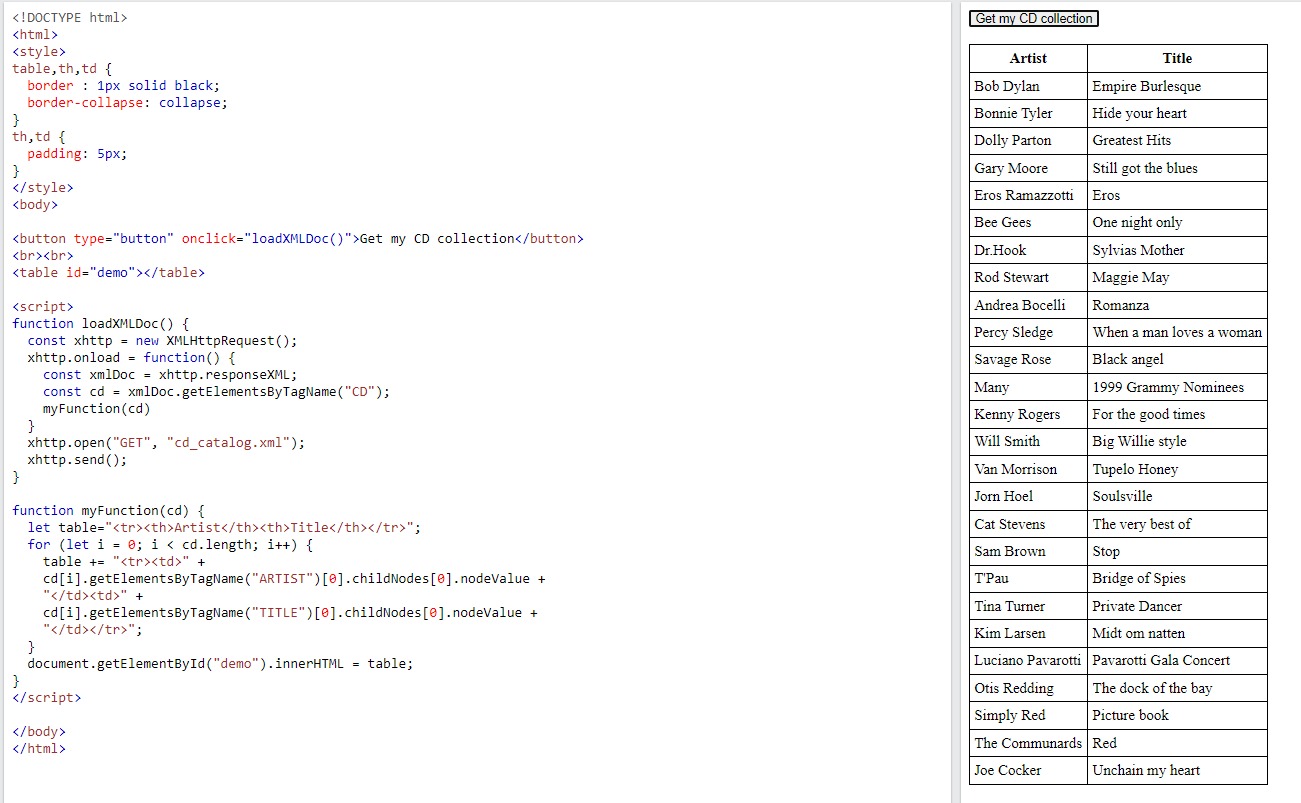 <!DOCTYPE html>
<html>
<style>
table,th,td {
  border : 1px solid black;
  border-collapse: collapse;
}
th,td {
  padding: 5px;
}
</style>
<body>

<button type="button" onclick="loadXMLDoc()">Get my CD collection</button>
<br><br>
<table id="demo"></table>

<script>
function loadXMLDoc() {
  const xhttp = new XMLHttpRequest();
  xhttp.onload = function() {
    const xmlDoc = xhttp.responseXML;
    const cd = xmlDoc.getElementsByTagName("CD");
    myFunction(cd)
  }
  xhttp.open("GET", "cd_catalog.xml");
  xhttp.send();
}

function myFunction(cd) {
  let table="<tr><th>Artist</th><th>Title</th></tr>";
  for (let i = 0; i < cd.length; i++) {
    table += "<tr><td>" +
    cd[i].getElementsByTagName("ARTIST")[0].childNodes[0].nodeValue +
    "</td><td>" +
    cd[i].getElementsByTagName("TITLE")[0].childNodes[0].nodeValue +
    "</td></tr>";
  }
  document.getElementById("demo").innerHTML = table;
}
</script>

</body>
</html>
Get my CD collection
Artist Title
Bob Dylan Empire Burlesque
Bonnie Tyler Hide your heart
Dolly Parton Greatest Hits
Gary Moore Still got the blues
Eros Ramazzotti Eros
Bee Gees One night only
Dr.Hook Sylvias Mother
Rod Stewart Maggie May
Andrea Bocelli Romanza
Percy Sledge When a man loves a woman
Savage Rose Black angel
Many 1999 Grammy Nominees
Kenny Rogers For the good times
Will Smith Big Willie style
Van Morrison Tupelo Honey
Jorn Hoel Soulsville
Cat Stevens The very best of
Sam Brown Stop
T'Pau Bridge of Spies
Tina Turner Private Dancer
Kim Larsen Midt om natten
Luciano Pavarotti Pavarotti Gala Concert
Otis Redding The dock of the bay
Simply Red Picture book
The Communards Red
Joe Cocker Unchain my heart